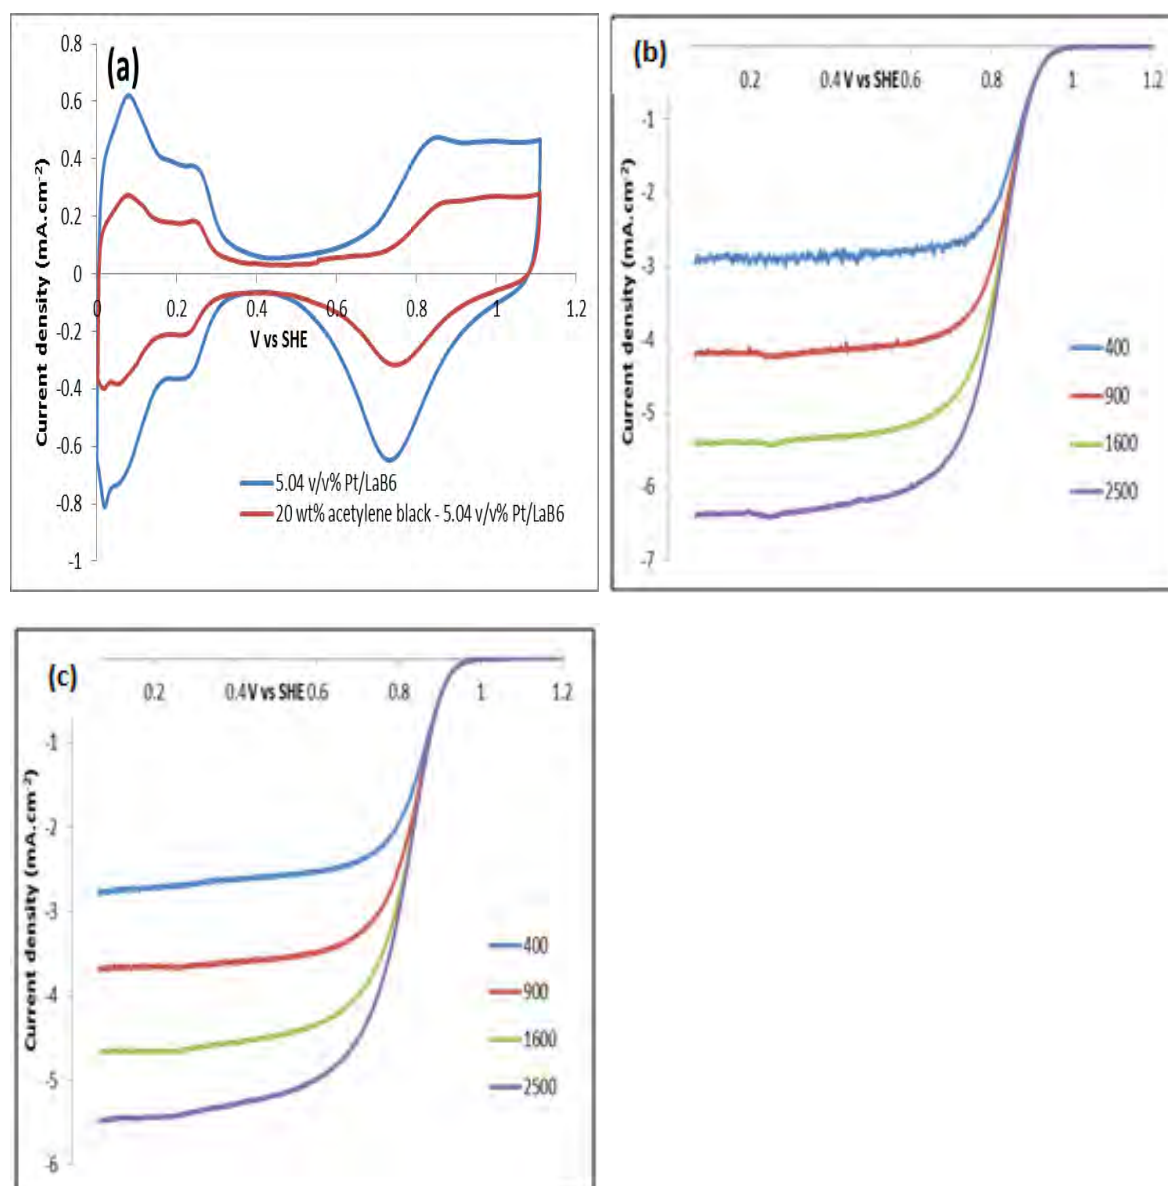 (a)
0.8
0.6
0.4
0.2
0
-0.2
-0.4
-0.6
-0.8
-1
0 0.2 0.4 0.6 0.8 1 1.2
V vs SHE
Current density (mA.cm-2)
5.04 v/v% Pt/LaB6
20 wt% acetylene black - 5.04 v/v% Pt/LaB6
(b)
0.2 0.4 V vs SHE 0.6 0.8 1 1.2
-1
-2
-3
-4
-5
-6
-7
Current density (mA.cm-2)
400
900
1600
2500
(c)
0.2 0.4 V vs SHE 0.6 0.8 1 1.2
-1
-2
-3
-4
-5
-6
Current density (mA.cm-2)
400
900
1600
2500